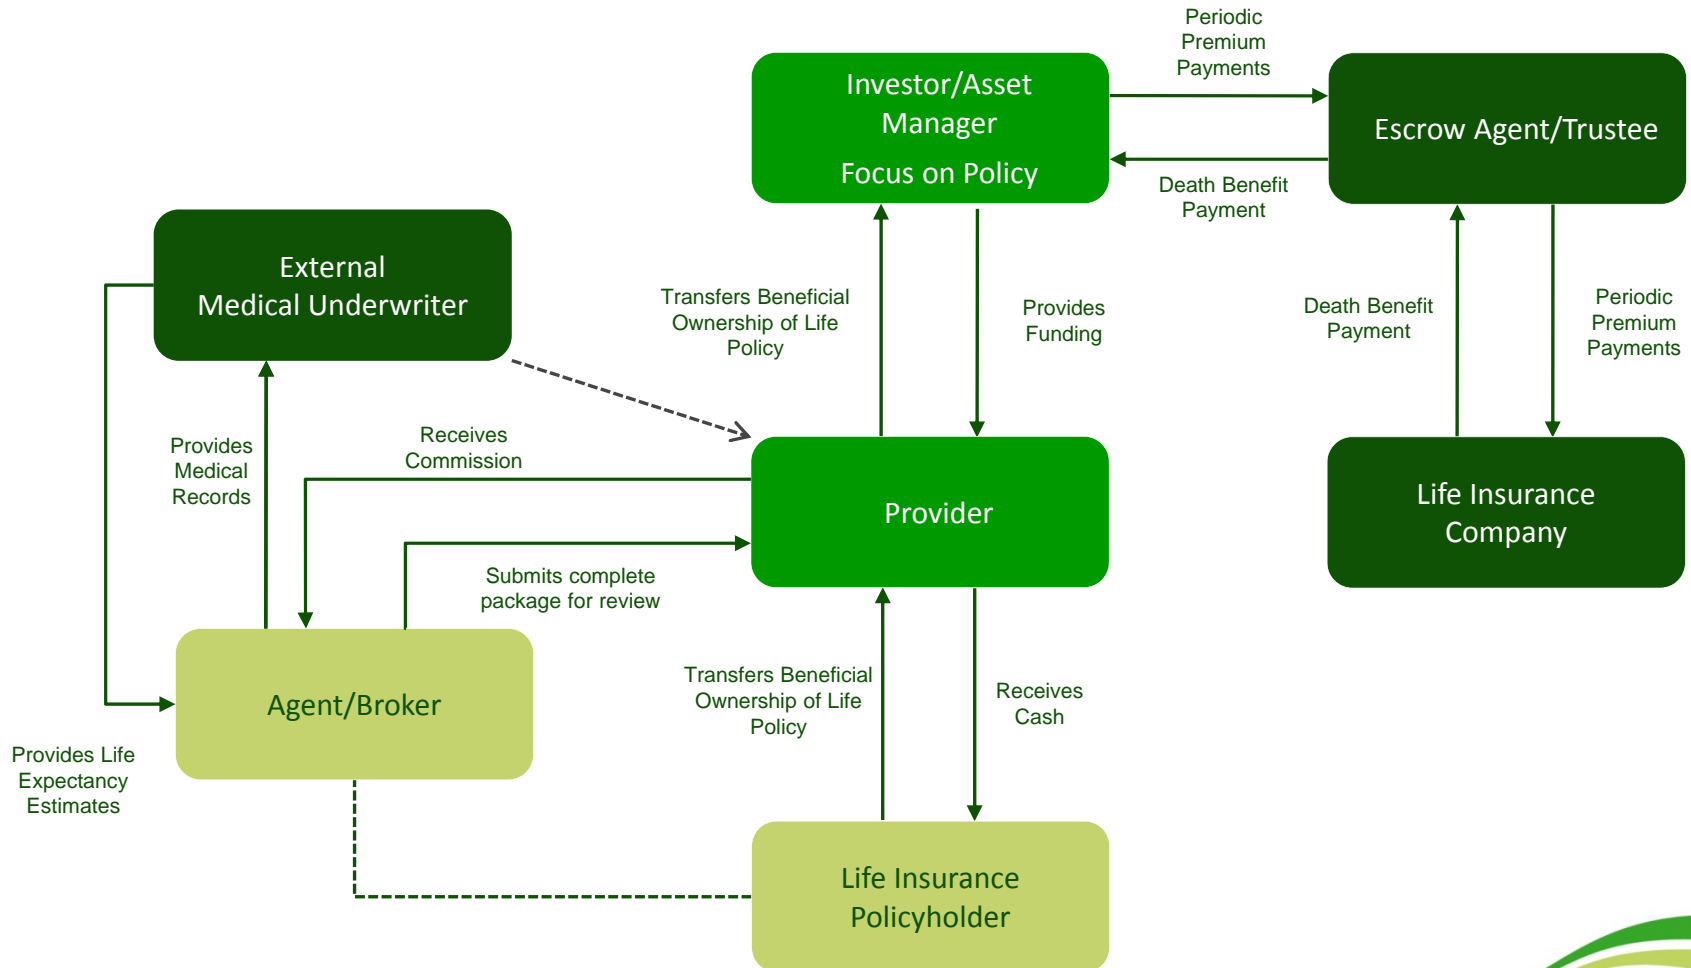 Periodic
Premium
Payments
Investor/Asset
Manager
Focus on Policy
Escrow Agent/Trustee
Death Benefit
Payment
External
Medical Underwriter
Transfers Beneficial
Ownership of Life
Policy
Provides
Funding
Death Benefit
Payment
Periodic
Premium
Payments
Provides
Medical
Records
Receives
Commission
Provider
Life Insurance
Company
Submits complete
package for review
Agent/Broker
Transfers Beneficial
Ownership of Life
Policy
Receives
Cash
Provides Life
Expectancy
Estimates
Life Insurance
Policyholder